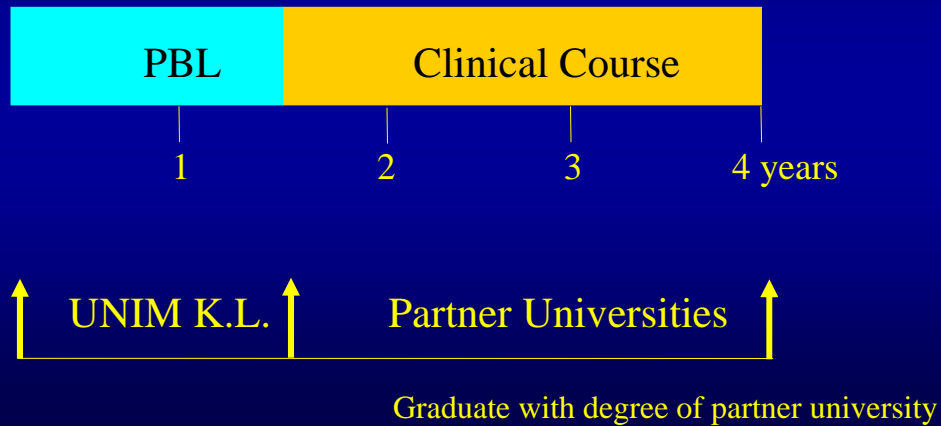 PBL Clinical Course
1 2 3 4 years
UNIM K.L. Partner Universities
Graduate with degree of partner university